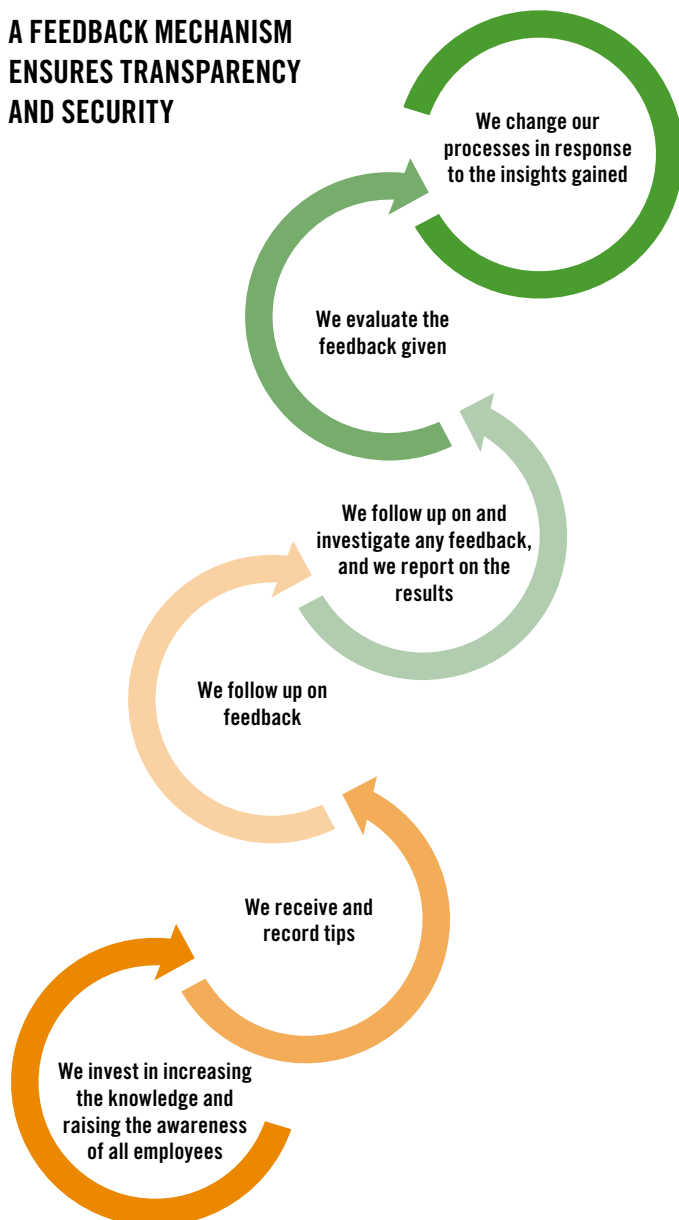 A FEEDBACK MECHANISM
ENSURES TRANSPARENCY
AND SECURITY
We change our
processes in response
to the insights gained
We evaluate the
feedback given
We follow up on and
investigate any feedback,
and we report on the
results
We follow up on
feedback
We receive and
record tips
We invest in increasing
the knowledge and
raising the awareness
of all employees